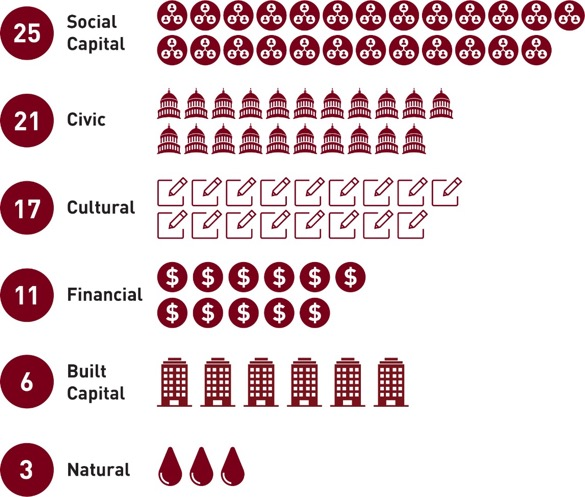 25
Social
Capital
21
Civic
17
Cultural
11
Financial
$ $ $ $ $ $
$ $ $ $ $
6
Built
Capital
3
Natural